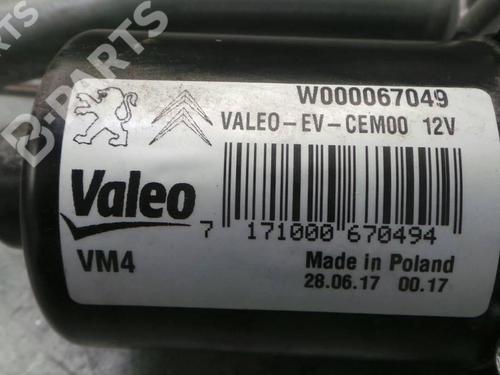 W000067049
VALEO-EV-CEM00 12V
Valeo
7 171000 670494
VM4
Made in Poland
28.06.17 00.17
B-PARTS
B-PARTS